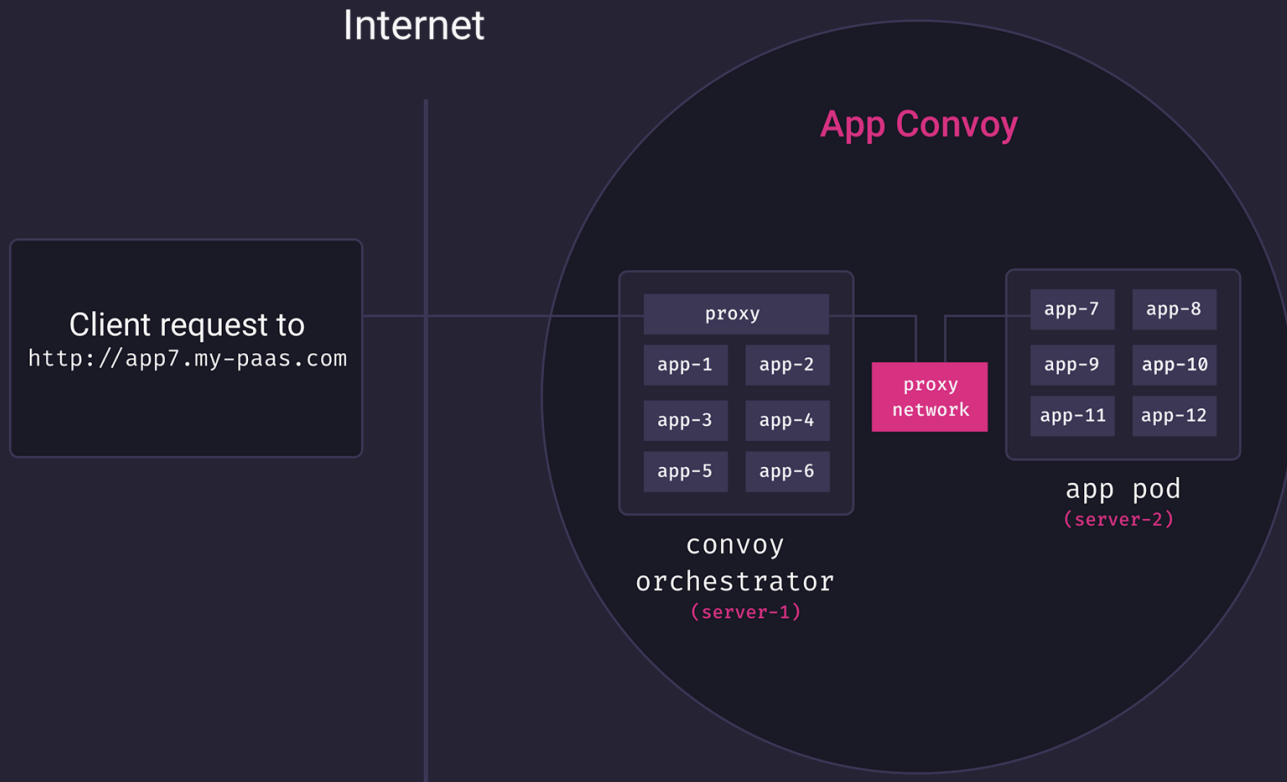 Internet
App Convoy
Client request to
http://app7.my-paas.com
proxy
app-1 app-2
app-3 app-4
app-5 app-6
convoy
orchestrator
(server-1)
proxy
network
app-7 app-8
app-9 app-10
app-11 app-12
app pod
(server-2)